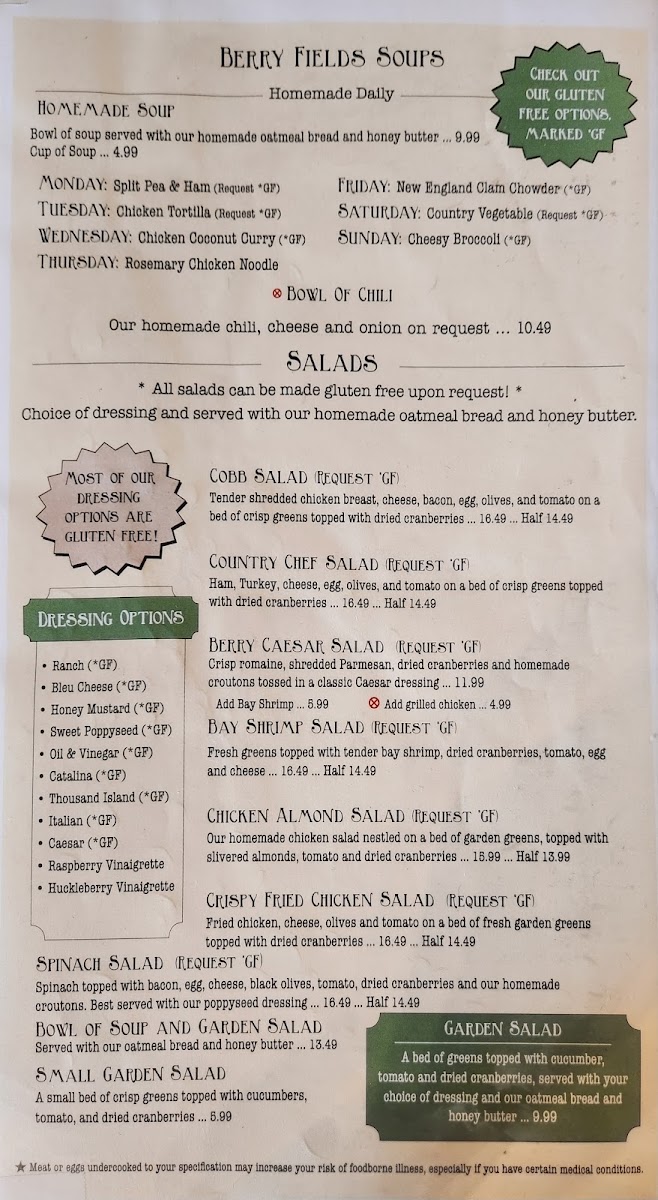 BERRY FIELDS SOUPS
Homemade Daily
CHECK OUT
OUR GLUTEN
FREE OPTIONS,
MARKED *GF
HOMEMADE SOUP
Bowl of soup served with our homemade oatmeal bread and honey butter ... 9.99
Cup of Soup ... 4.99
MONDAY: Split Pea & Ham (Request *GF)
TUESDAY: Chicken Tortilla (Request *GF)
WEDNESDAY: Chicken Coconut Curry (*GF)
THURSDAY: Rosemary Chicken Noodle
FRIDAY: New England Clam Chowder (*GF)
SATURDAY: Country Vegetable (Request *GF)
SUNDAY: Cheesy Broccoli (*GF)
BOWL OF CHILI
Our homemade chili, cheese and onion on request ... 10.49
SALADS
* All salads can be made gluten free upon request! *
Choice of dressing and served with our homemade oatmeal bread and honey butter.
MOST OF OUR
DRESSING
OPTIONS ARE
GLUTEN FREE!
DRESSING OPTIONS
• Ranch (*GF)
• Bleu Cheese (*GF)
• Honey Mustard (*GF)
• Sweet Poppyseed (*GF)
• Oil & Vinegar (*GF)
• Catalina (*GF)
• Thousand Island (*GF)
• Italian (*GF)
• Caesar (*GF)
• Raspberry Vinaigrette
• Huckleberry Vinaigrette
COBB SALAD (REQUEST *GF)
Tender shredded chicken breast, cheese, bacon, egg, olives, and tomato on a
bed of crisp greens topped with dried cranberries ... 16.49 ... Half 14.49
COUNTRY CHEF SALAD (REQUEST *GF)
Ham, Turkey, cheese, egg, olives, and tomato on a bed of crisp greens topped
with dried cranberries ... 16.49 ... Half 14.49
BERRY CAESAR SALAD (REQUEST *GF)
Crisp romaine, shredded Parmesan, dried cranberries and homemade
croutons tossed in a classic Caesar dressing ... 11.99
Add Bay Shrimp ... 5.99 Add grilled chicken ... 4.99
BAY SHRIMP SALAD (REQUEST *GF)
Fresh greens topped with tender bay shrimp, dried cranberries, tomato, egg
and cheese ... 16.49 ... Half 14.49
CHICKEN ALMOND SALAD (REQUEST *GF)
Our homemade chicken salad nestled on a bed of garden greens, topped with
slivered almonds, tomato and dried cranberries ... 15.99 ... Half 13.99
CRISPY FRIED CHICKEN SALAD (REQUEST *GF)
Fried chicken, cheese, olives and tomato on a bed of fresh garden greens
topped with dried cranberries ... 16.49 ... Half 14.49
SPINACH SALAD (REQUEST *GF)
Spinach topped with bacon, egg, cheese, black olives, tomato, dried cranberries and our homemade
croutons. Best served with our poppyseed dressing ... 16.49 ... Half 14.49
BOWL OF SOUP AND GARDEN SALAD
Served with our oatmeal bread and honey butter ... 13.49
SMALL GARDEN SALAD
A small bed of crisp greens topped with cucumbers,
tomato, and dried cranberries ... 5.99
GARDEN SALAD
A bed of greens topped with cucumber,
tomato and dried cranberries, served with your
choice of dressing and our oatmeal bread and
honey butter ... 9.99
★ Meat or eggs undercooked to your specification may increase your risk of foodborne illness, especially if you have certain medical conditions.